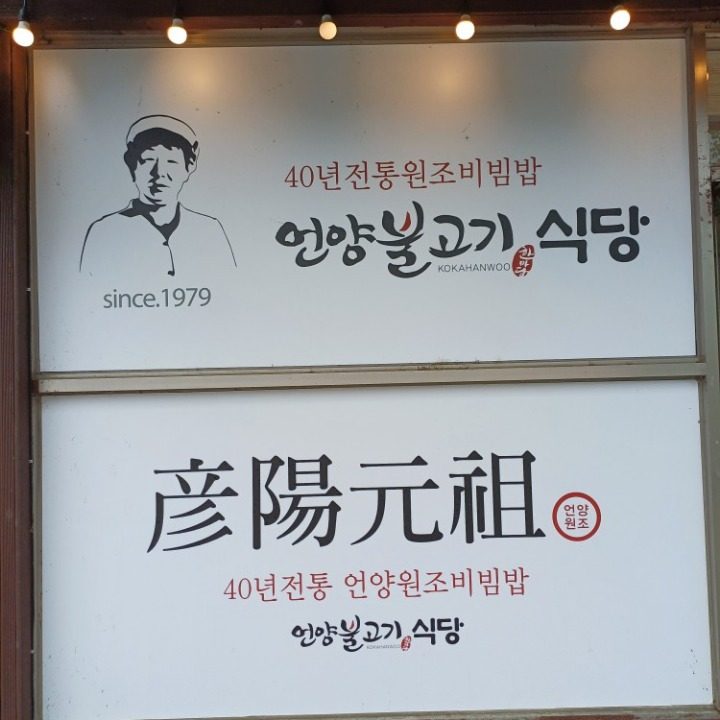 40년전통원조비빔밥
언양불고기 식당
KOKAHANWOO
since.1979
彦陽元祖
언양
원조
40년전통 언양원조비빔밥
언양불고기 식당
KOKAHANWOO